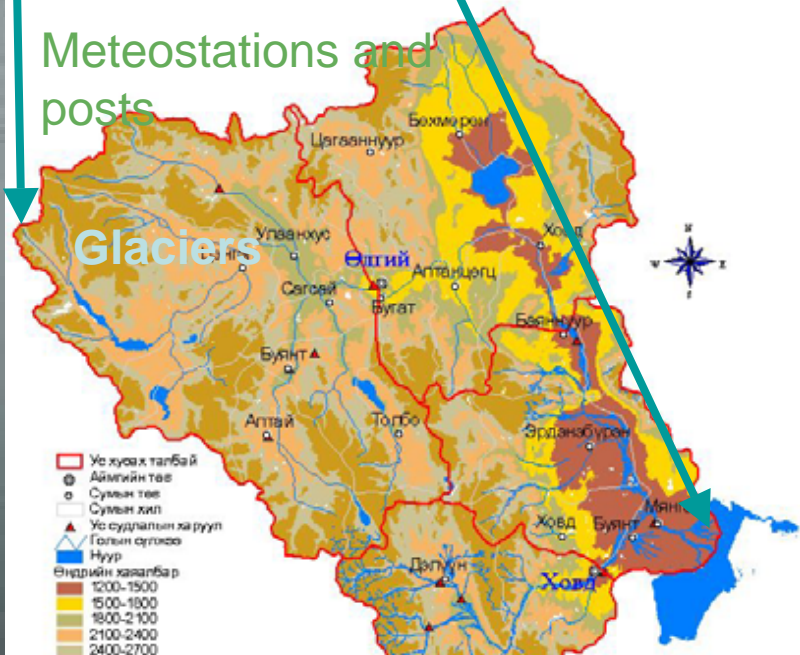 Meteostations and
posts
Glaciers
Цагааннуур
Бөхмөрөн
Улаанхус
Өлгий
Ховд
Сагсай
Алтанцөгц
Бугат
Баяннуур
Буянт
Алтай
Толбо
Эрдэнэбүрэн
Ховд
Буянт
Дэлүүн
Ховд
N
W
S
Ус хуваах талбай
Аймгийн төв
Сумын төв
Сумын хил
Ус судлалын харуул
Голын сүлжээ
Нуур
Өндрийн хаяалбар
1200-1500
1500-1800
1800-2100
2100-2400
2400-2700